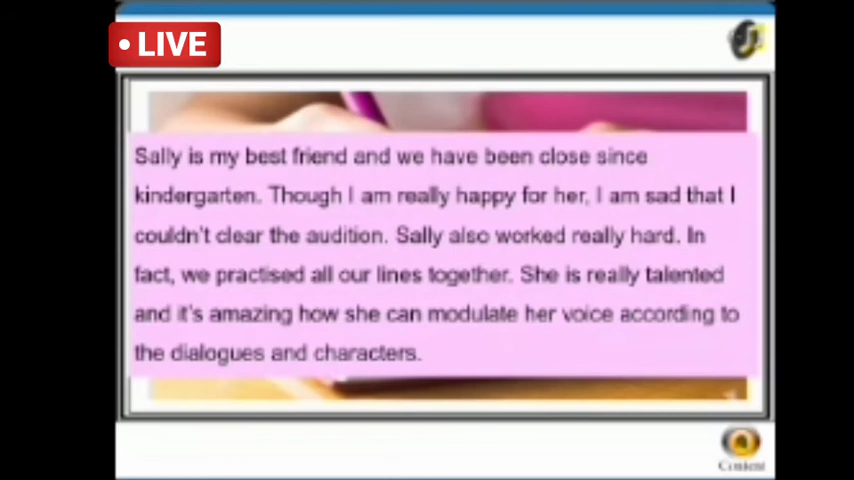 LIVE
Sally is my best friend and we have been close since
kindergarten. Though I am really happy for her, I am sad that I
couldn't clear the audition. Sally also worked really hard. In
fact, we practised all our lines together. She is really talented
and it's amazing how she can modulate her voice according to
the dialogues and characters.
Content